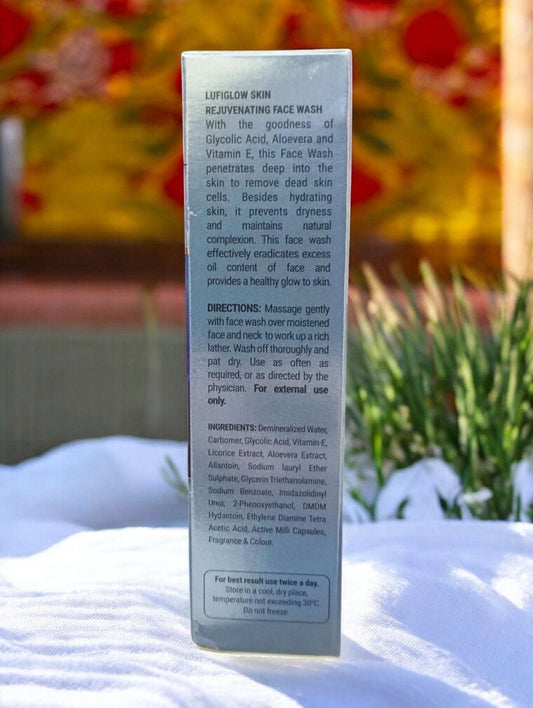 LUFIGLOW SKIN
REJUVENATING FACE WASH
With the goodness of
Glycolic Acid, Aloevera and
Vitamin E, this Face Wash
penetrates deep into the
skin to remove dead skin
cells. Besides hydrating
skin, it prevents dryness
and maintains natural
complexion. This face wash
effectively eradicates excess
oil content of face and
provides a healthy glow to skin.
DIRECTIONS: Massage gently
with face wash over moistened
face and neck to work up a rich
lather. Wash off thoroughly and
pat dry. Use as often as
required, or as directed by the
physician. For external use
only.
INGREDIENTS: Demineralized Water,
Carbomer, Glycolic Acid, Vitamin-E,
Licorice Extract, Aloevera Extract,
Allantoin, Sodium lauryl Ether
Sulphate, Glycerin Triethanolamine,
Sodium Benzoate, Imidazolidinyl
Urea, 2-Phenoxyethanol, DMDM
Hydantoin, Ethylene Diamine Tetra
Acetic Acid, Active Milli Capsules,
Fragrance & Colour.
For best result use twice a day.
Store in a cool, dry place,
temperature not exceeding 30°C.
Do not freeze.